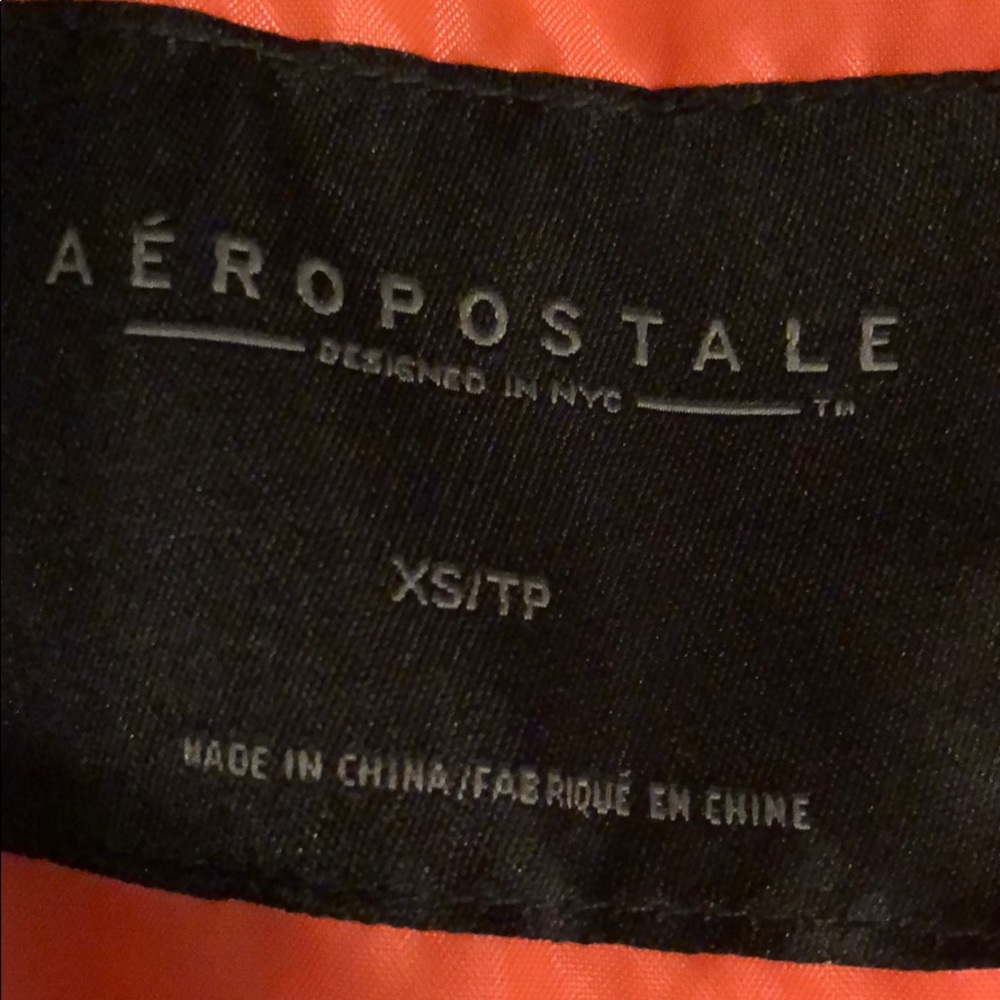 AÉROPOSTALE
DESIGNED IN NYC ™
XS/TP
MADE IN CHINA/FABRIQUÉ EN CHINE